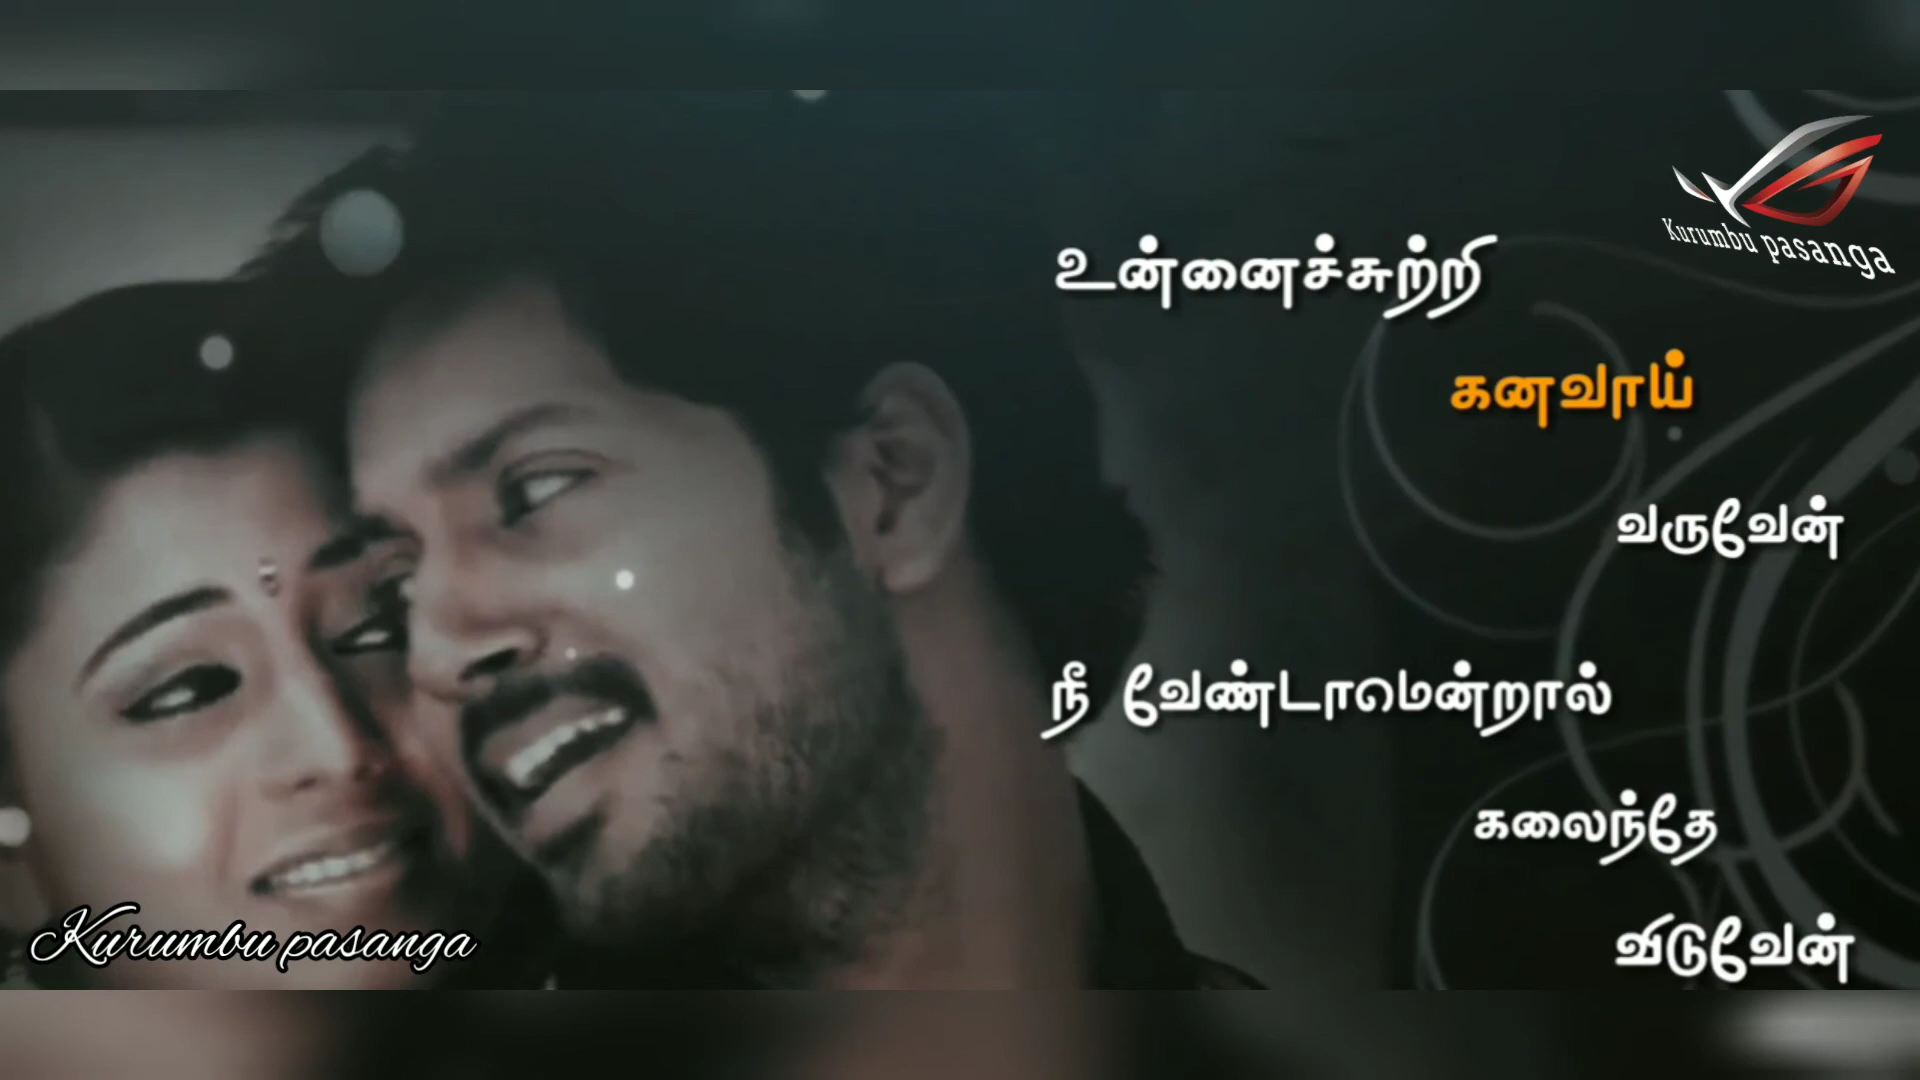 Kurumbu pasanga
உன்னைச்சுற்றி
கனவாய்
வருவேன்
நீ வேண்டாமென்றால்
கலைந்தே
விடுவேன்
Kurumbu pasanga